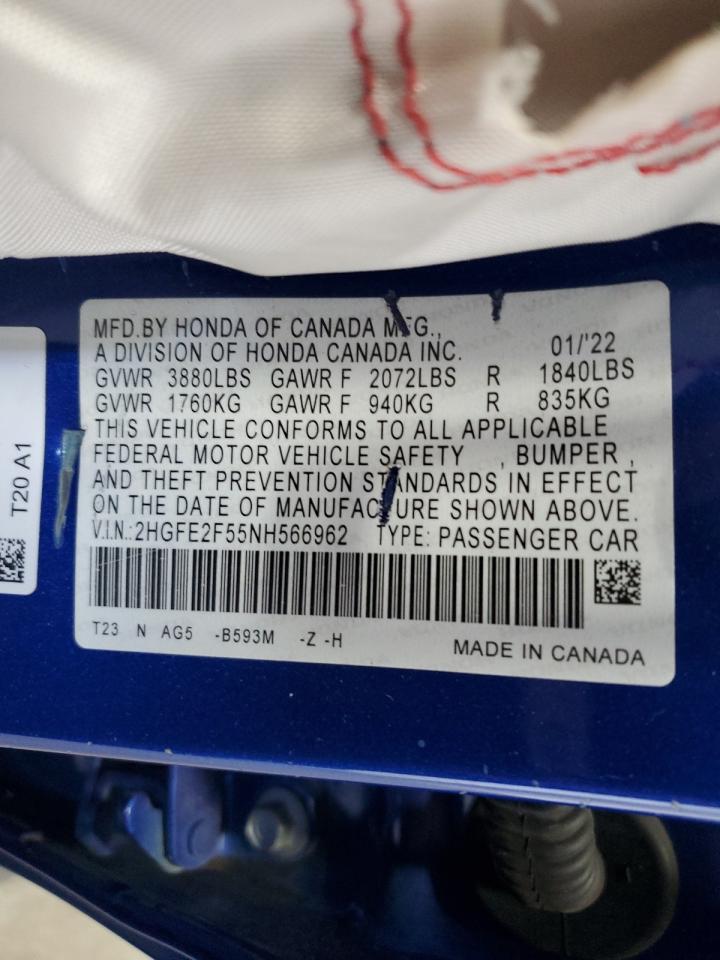 MFD.BY HONDA OF CANADA MFG.,
A DIVISION OF HONDA CANADA INC. 01/'22
GVWR 3880LBS GAWR F 2072LBS R 1840LBS
GVWR 1760KG GAWR F 940KG R 835KG
THIS VEHICLE CONFORMS TO ALL APPLICABLE
FEDERAL MOTOR VEHICLE SAFETY , BUMPER ,
AND THEFT PREVENTION STANDARDS IN EFFECT
ON THE DATE OF MANUFACTURE SHOWN ABOVE.
V.I.N.:2HGFE2F55NH566962 TYPE: PASSENGER CAR
T23 N AG5 -B593M -Z -H
MADE IN CANADA
T20 A1